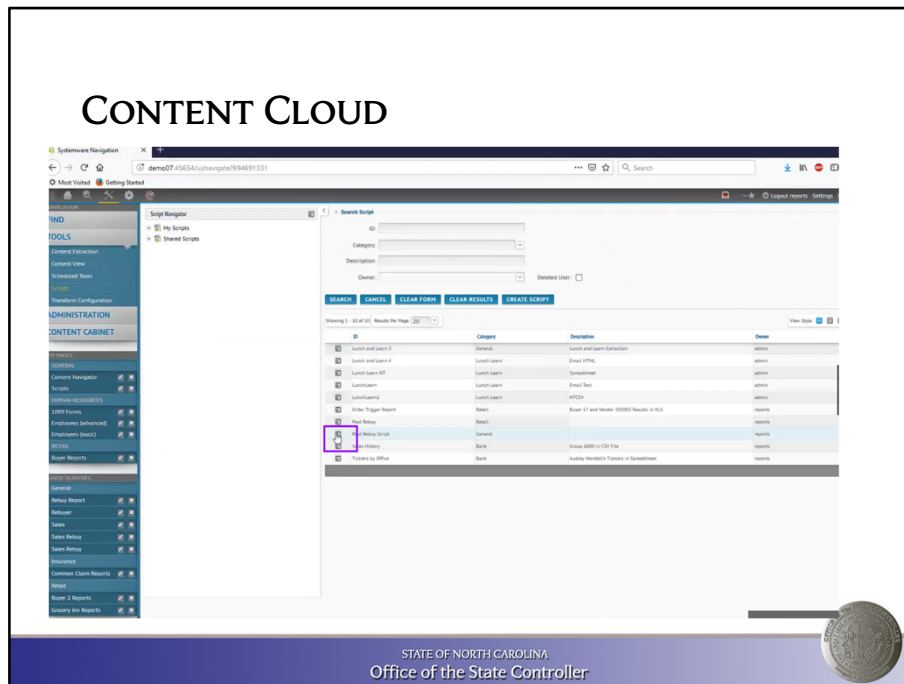 CONTENT CLOUD
Systemware Navigation
demo07:45654/ui/navigate?694691331
Search
Most Visited Getting Started
Logout reports Settings
FIND
TOOLS
Content Extraction
Content View
Scheduled Tasks
Scripts
Transform Configuration
ADMINISTRATION
CONTENT CABINET
GENERAL
Content Navigator
Scripts
HUMAN RESOURCES
1099 Forms
Employees (advanced)
Employees (basic)
RETAIL
Buyer Reports
SAVED SEARCHES
General
Rebuy Report
Rebuyer
Sales
Sales Rebuy
Sales Rebuy
Insurance
Common Claim Reports
Retail
Buyer 2 Reports
Grocery Inv Reports
Script Navigator
My Scripts
Shared Scripts
Search Script
ID:
Category:
Description:
Owner: Deleted User:
SEARCH CANCEL CLEAR FORM CLEAR RESULTS CREATE SCRIPT
Showing 1 - 10 of 10 Results Per Page: 20 View Style:
ID Category Description Owner
Lunch and Learn 3 General Lunch and Learn Extraction admin
Lunch and Learn 4 Lunch Learn Email HTML admin
Lunch Learn NT Lunch Learn Spreadsheet admin
LunchLearn Lunch Learn Email Text admin
LunchLearn2 Lunch Learn NTCSV admin
Order Trigger Report Retail Buyer 17 and Vendor 202002 Results in XLS reports
Paul Rebuy Retail reports
Paul Rebuy Script General reports
History Bank Group 6000 in CSV File reports
Ticklers by Office Bank Audrey Wendell's Ticklers in Spreadsheet reports
STATE OF NORTH CAROLINA
Office of the State Controller